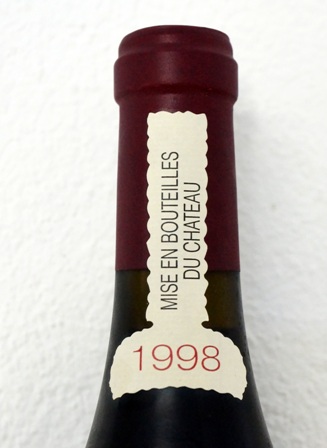 MISE EN BOUTEILLES
DU CHATEAU
1998